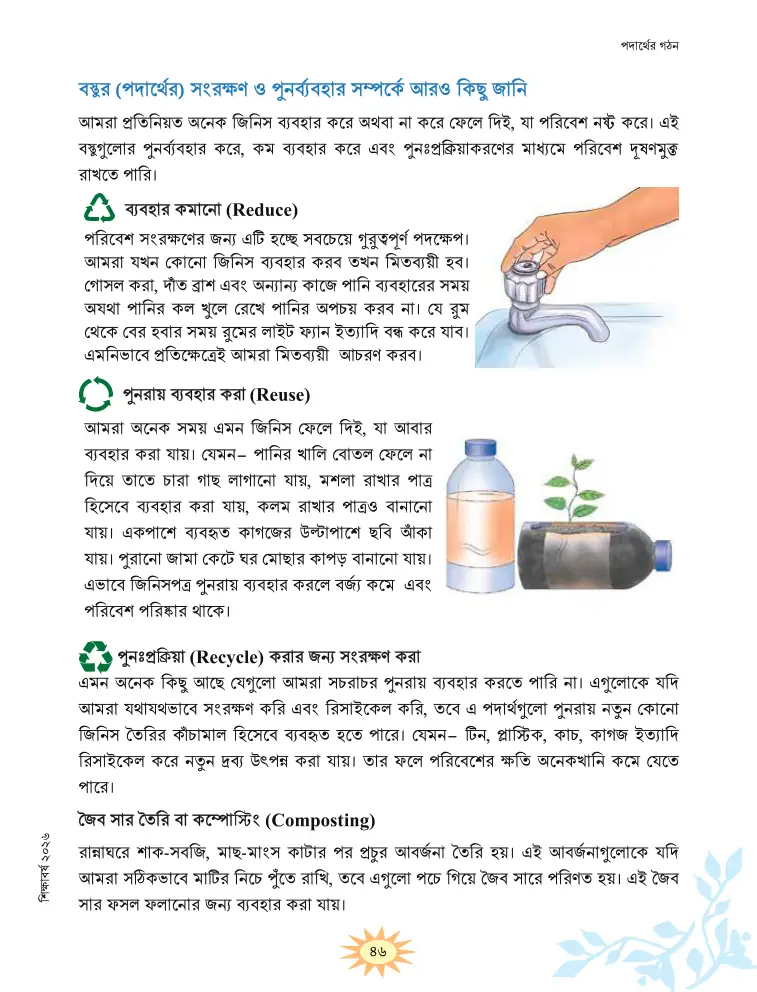 পদার্থের গঠন
বস্তুর (পদার্থের) সংরক্ষণ ও পুনর্ব্যবহার সম্পর্কে আরও কিছু জানি
আমরা প্রতিনিয়ত অনেক জিনিস ব্যবহার করে অথবা না করে ফেলে দিই, যা পরিবেশ নষ্ট করে। এই
বস্তুগুলোর পুনর্ব্যবহার করে, কম ব্যবহার করে এবং পুনঃপ্রক্রিয়াকরণের মাধ্যমে পরিবেশ দূষণমুক্ত
রাখতে পারি।
ব্যবহার কমানো (Reduce)
পরিবেশ সংরক্ষণের জন্য এটি হচ্ছে সবচেয়ে গুরুত্বপূর্ণ পদক্ষেপ।
আমরা যখন কোনো জিনিস ব্যবহার করব তখন মিতব্যয়ী হব।
গোসল করা, দাঁত ব্রাশ এবং অন্যান্য কাজে পানি ব্যবহারের সময়
অযথা পানির কল খুলে রেখে পানির অপচয় করব না। যে রুম
থেকে বের হবার সময় রুমের লাইট ফ্যান ইত্যাদি বন্ধ করে যাব।
এমনিভাবে প্রতিক্ষেত্রেই আমরা মিতব্যয়ী আচরণ করব।
পুনরায় ব্যবহার করা (Reuse)
আমরা অনেক সময় এমন জিনিস ফেলে দিই, যা আবার
ব্যবহার করা যায়। যেমন– পানির খালি বোতল ফেলে না
দিয়ে তাতে চারা গাছ লাগানো যায়, মশলা রাখার পাত্র
হিসেবে ব্যবহার করা যায়, কলম রাখার পাত্রও বানানো
যায়। একপাশে ব্যবহৃত কাগজের উল্টাপাশে ছবি আঁকা
যায়। পুরানো জামা কেটে ঘর মোছার কাপড় বানানো যায়।
এভাবে জিনিসপত্র পুনরায় ব্যবহার করলে বর্জ্য কমে এবং
পরিবেশ পরিষ্কার থাকে।
পুনঃপ্রক্রিয়া (Recycle) করার জন্য সংরক্ষণ করা
এমন অনেক কিছু আছে যেগুলো আমরা সচরাচর পুনরায় ব্যবহার করতে পারি না। এগুলোকে যদি
আমরা যথাযথভাবে সংরক্ষণ করি এবং রিসাইকেল করি, তবে এ পদার্থগুলো পুনরায় নতুন কোনো
জিনিস তৈরির কাঁচামাল হিসেবে ব্যবহৃত হতে পারে। যেমন– টিন, প্লাস্টিক, কাচ, কাগজ ইত্যাদি
রিসাইকেল করে নতুন দ্রব্য উৎপন্ন করা যায়। তার ফলে পরিবেশের ক্ষতি অনেকখানি কমে যেতে
পারে।
জৈব সার তৈরি বা কম্পোস্টিং (Composting)
রান্নাঘরে শাক-সবজি, মাছ-মাংস কাটার পর প্রচুর আবর্জনা তৈরি হয়। এই আবর্জনাগুলোকে যদি
আমরা সঠিকভাবে মাটির নিচে পুঁতে রাখি, তবে এগুলো পচে গিয়ে জৈব সারে পরিণত হয়। এই জৈব
সার ফসল ফলানোর জন্য ব্যবহার করা যায়।
শিক্ষাবর্ষ ২০২৬
৪৬